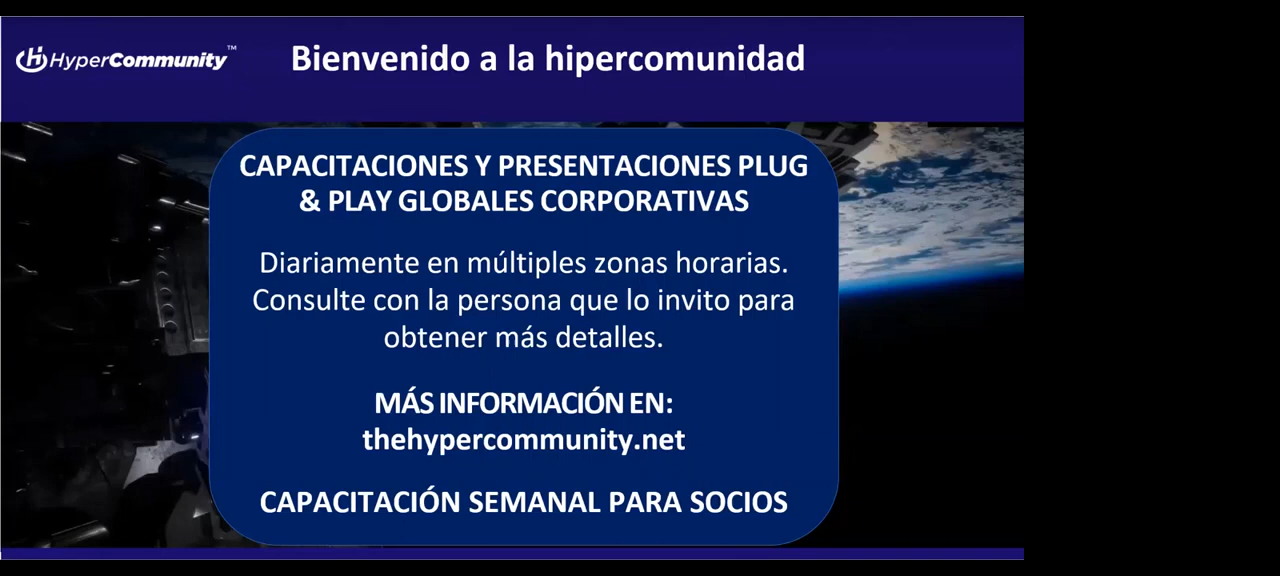 HyperCommunity™
Bienvenido a la hipercomunidad
CAPACITACIONES Y PRESENTACIONES PLUG
& PLAY GLOBALES CORPORATIVAS
Diariamente en múltiples zonas horarias.
Consulte con la persona que lo invito para
obtener más detalles.
MÁS INFORMACIÓN EN:
thehypercommunity.net
CAPACITACIÓN SEMANAL PARA SOCIOS